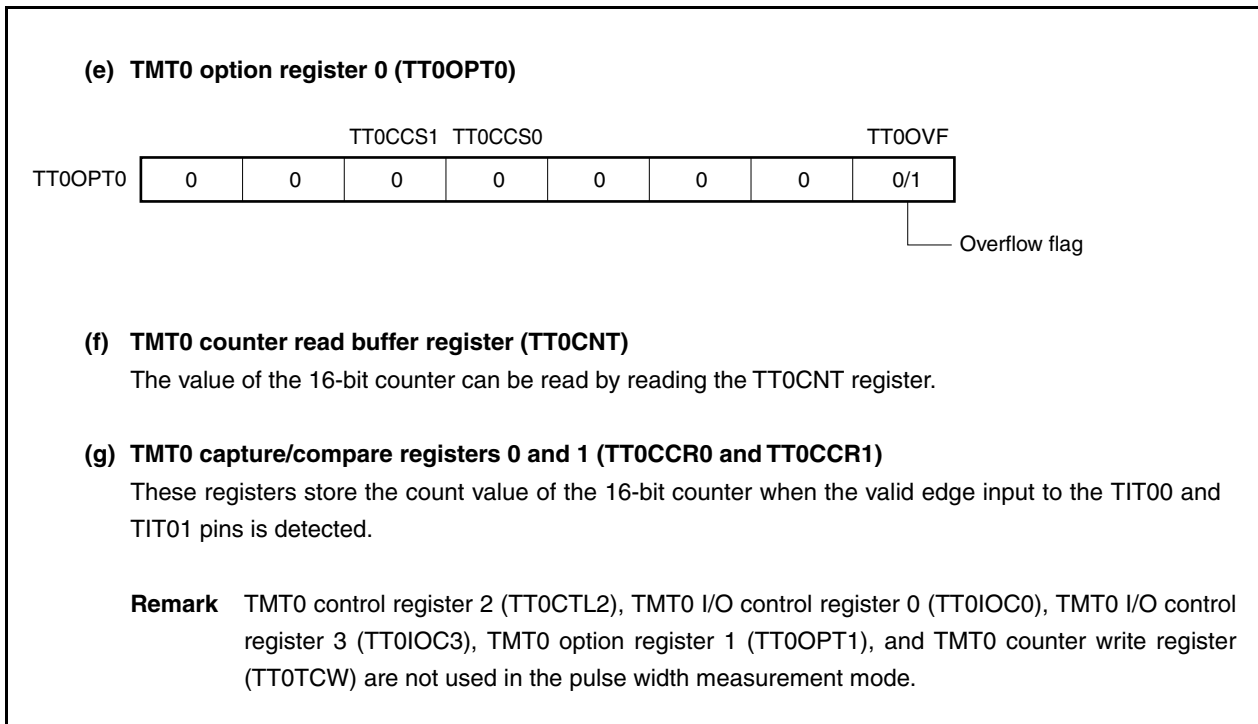 (e) TMT0 option register 0 (TT0OPT0)
TT0CCS1 TT0CCS0 TT0OVF
TT0OPT0 0 0 0 0 0 0 0 0/1
Overflow flag
(f) TMT0 counter read buffer register (TT0CNT)
The value of the 16-bit counter can be read by reading the TT0CNT register.
(g) TMT0 capture/compare registers 0 and 1 (TT0CCR0 and TT0CCR1)
These registers store the count value of the 16-bit counter when the valid edge input to the TIT00 and
TIT01 pins is detected.
Remark TMT0 control register 2 (TT0CTL2), TMT0 I/O control register 0 (TT0IOC0), TMT0 I/O control
register 3 (TT0IOC3), TMT0 option register 1 (TT0OPT1), and TMT0 counter write register
(TT0TCW) are not used in the pulse width measurement mode.